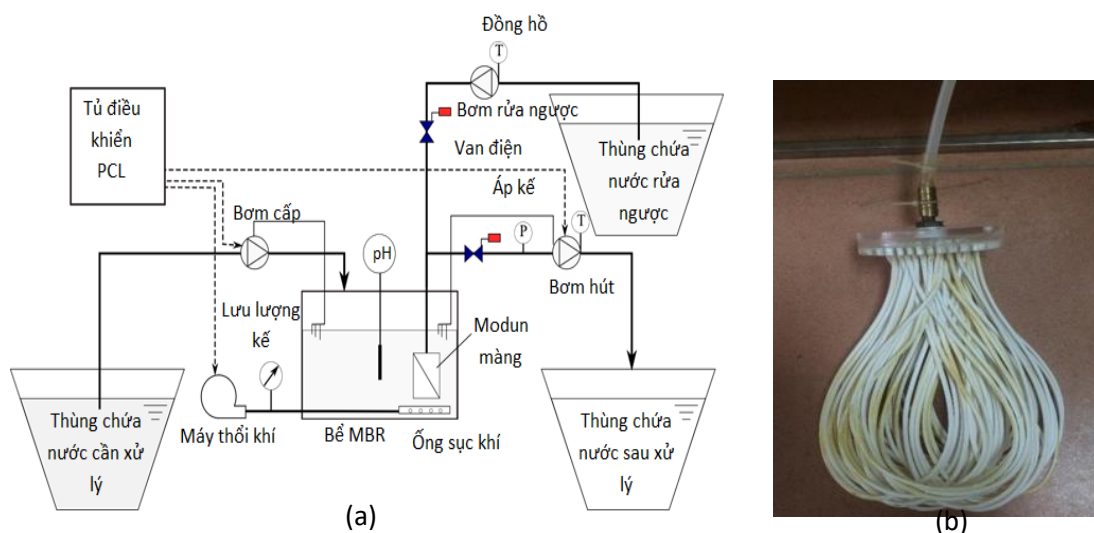 Đồng hồ
T
Tủ điều
khiển
PCL
Bơm rửa ngược
Van điện
Thùng chứa
nước rửa
ngược
Áp kế
Bơm cấp
T
P
pH
Bơm hút
Lưu lượng
kế
Modun
màng
Thùng chứa
nước cần xử
lý
Máy thổi khí
Bể MBR
Ống sục khí
Thùng chứa
nước sau xử
lý
(a)
(b)